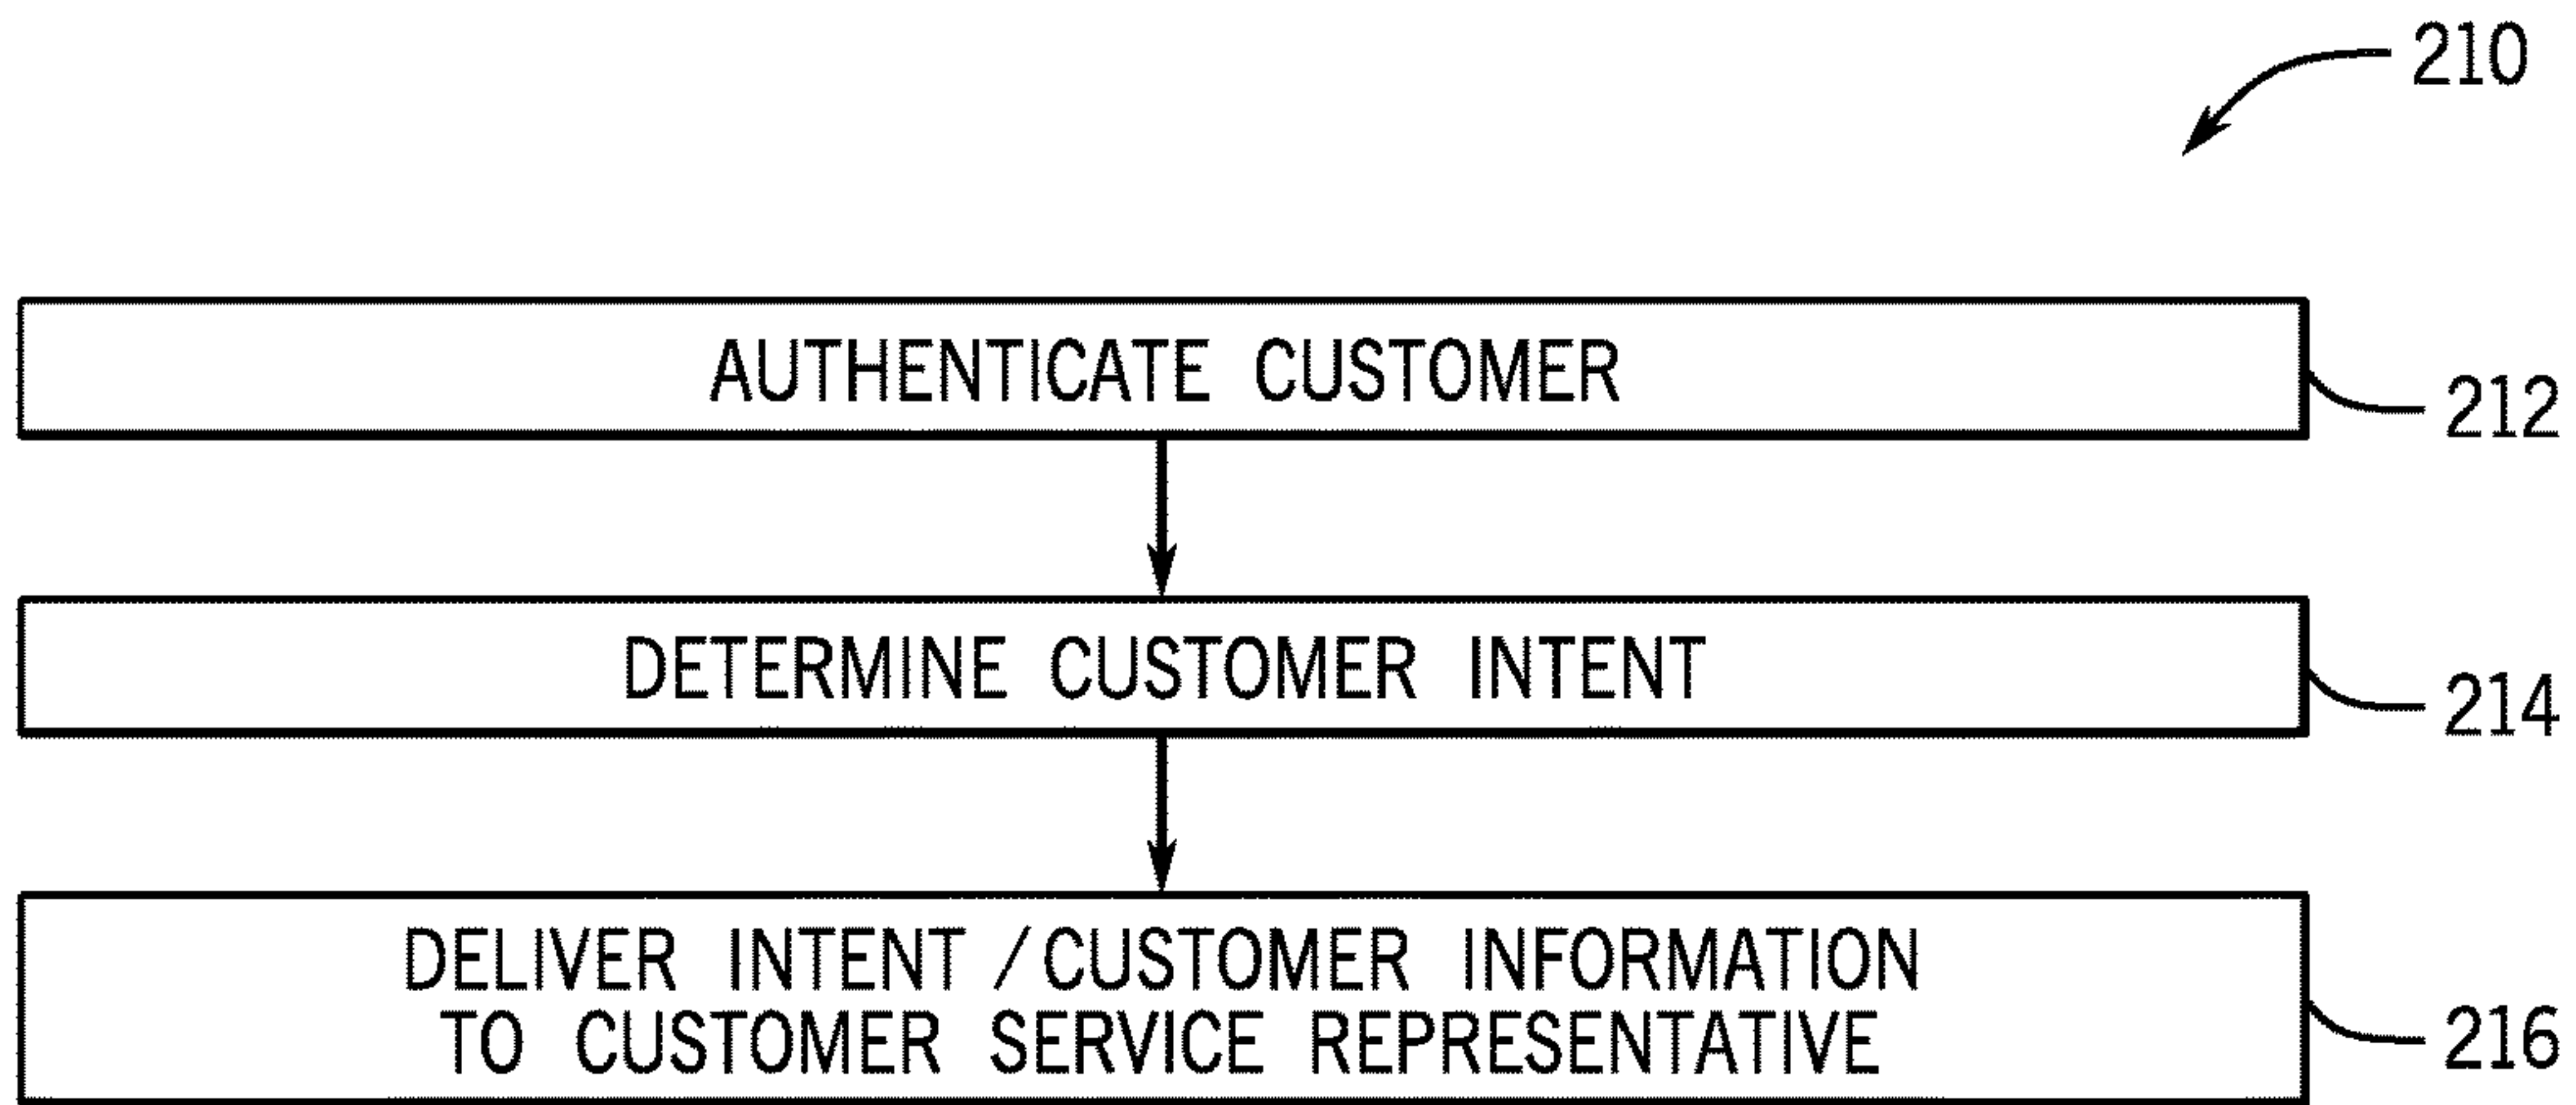 210
AUTHENTICATE CUSTOMER
212
DETERMINE CUSTOMER INTENT
214
DELIVER INTENT/CUSTOMER INFORMATION
TO CUSTOMER SERVICE REPRESENTATIVE
216